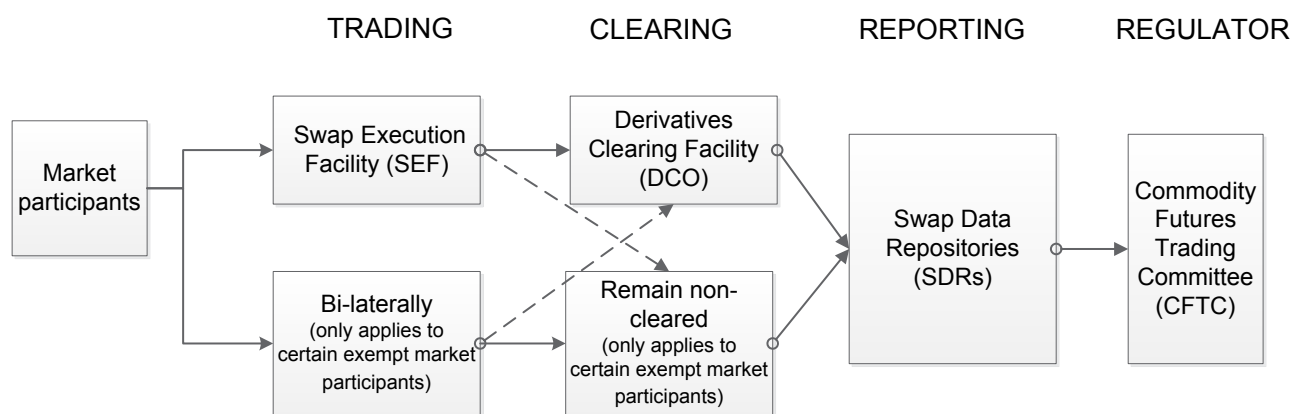 TRADING
CLEARING
REPORTING
REGULATOR
Market
participants
Swap Execution
Facility (SEF)
Derivatives
Clearing Facility
(DCO)
Bi-laterally
(only applies to
certain exempt market
participants)
Remain non-
cleared
(only applies to
certain exempt market
participants)
Swap Data
Repositories
(SDRs)
Commodity
Futures
Trading
Committee
(CFTC)